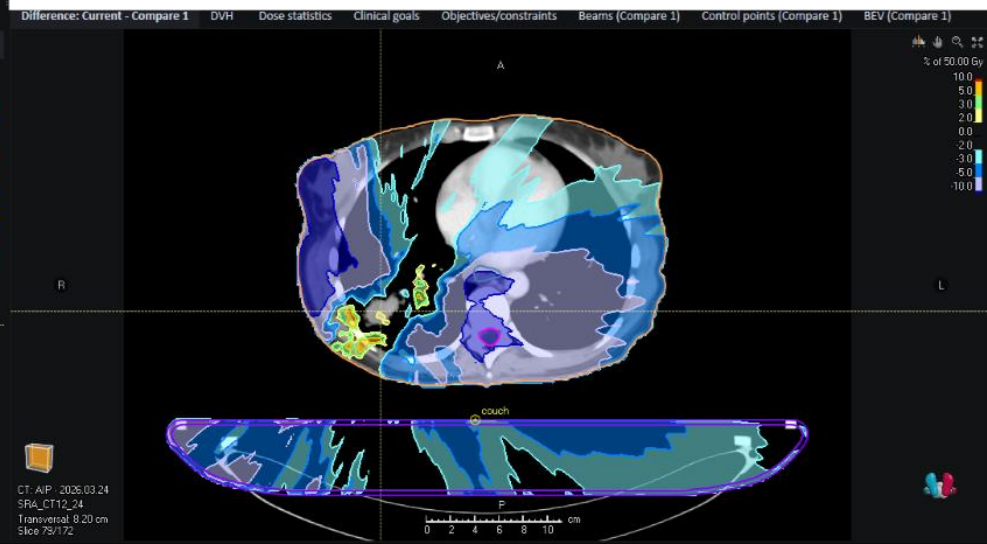 Difference: Current - Compare 1 DVH Dose statistics Clinical goals Objectives/constraints Beams (Compare 1) Control points (Compare 1) BEV (Compare 1)
A
% of 50.00 Gy
10.0
5.0
3.0
2.0
0.0
-2.0
-3.0
-5.0
-10.0
R
L
couch
CT: AIP - 2026.03.24
SRA_CT12_24
Transversal: 8.20 cm
Slice 79/172
P
0 2 4 6 8 10 cm